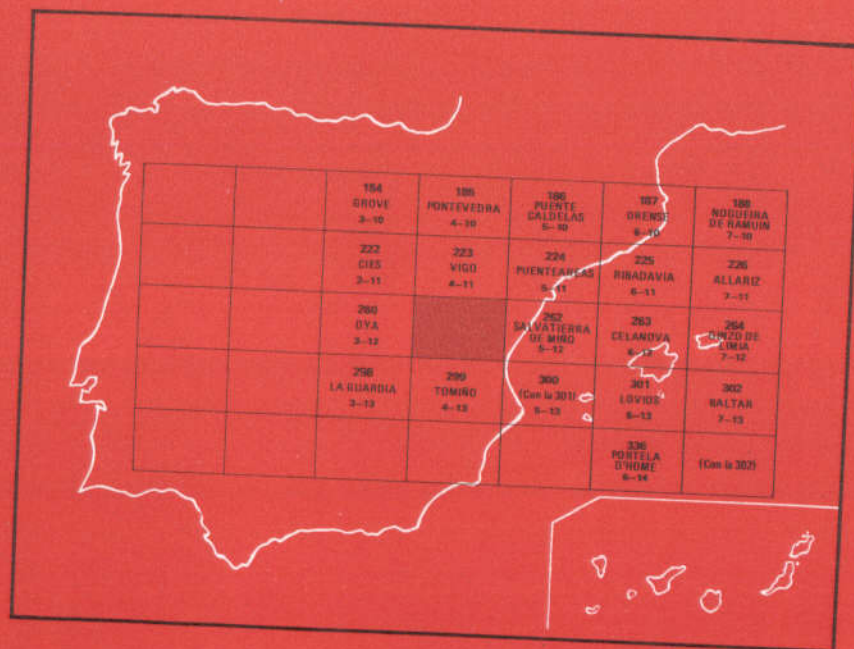 184
GROVE
3-10
185
PONTEVEDRA
4-10
186
PUENTE
CALDELAS
5-10
187
ORENSE
6-10
188
NOGUEIRA
DE RAMUIN
7-10
222
CIES
3-11
223
VIGO
4-11
224
PUENTEAREAS
5-11
225
RIBADAVIA
6-11
226
ALLARIZ
7-11
260
OYA
3-12
262
SALVATIERRA
DE MIÑO
5-12
263
CELANOVA
6-12
264
GINZO DE
LIMIA
7-12
298
LA GUARDIA
3-13
299
TOMIÑO
4-13
300
(Con la 301)
5-13
301
LOVIOS
6-13
302
BALTAR
7-13
336
PORTELA
D'HOME
6-14
(Con la 302)